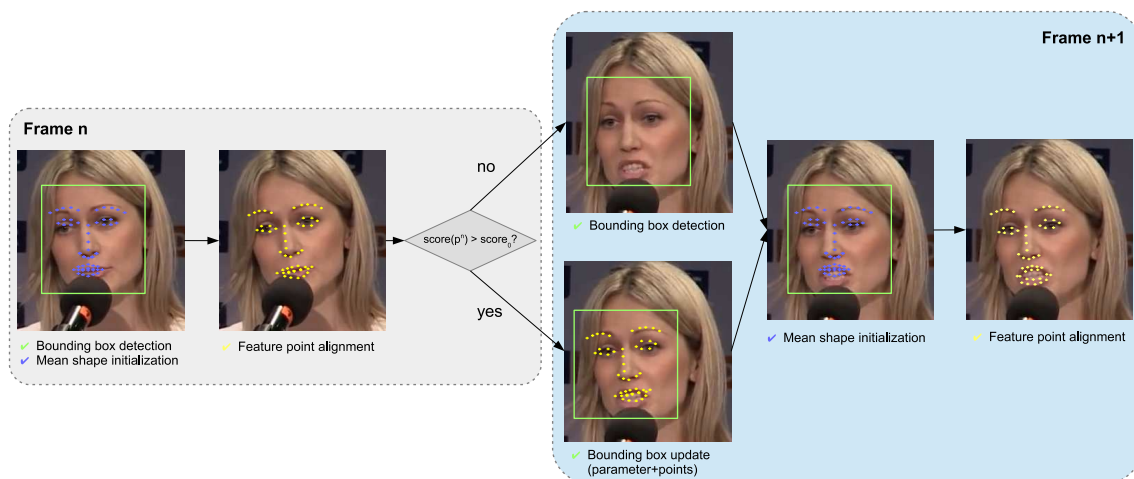 Frame n
✔ Bounding box detection
✔ Mean shape initialization
✔ Feature point alignment
score(pⁿ) > score₀?
no
yes
Frame n+1
✔ Bounding box detection
✔ Bounding box update
(parameter+points)
✔ Mean shape initialization
✔ Feature point alignment